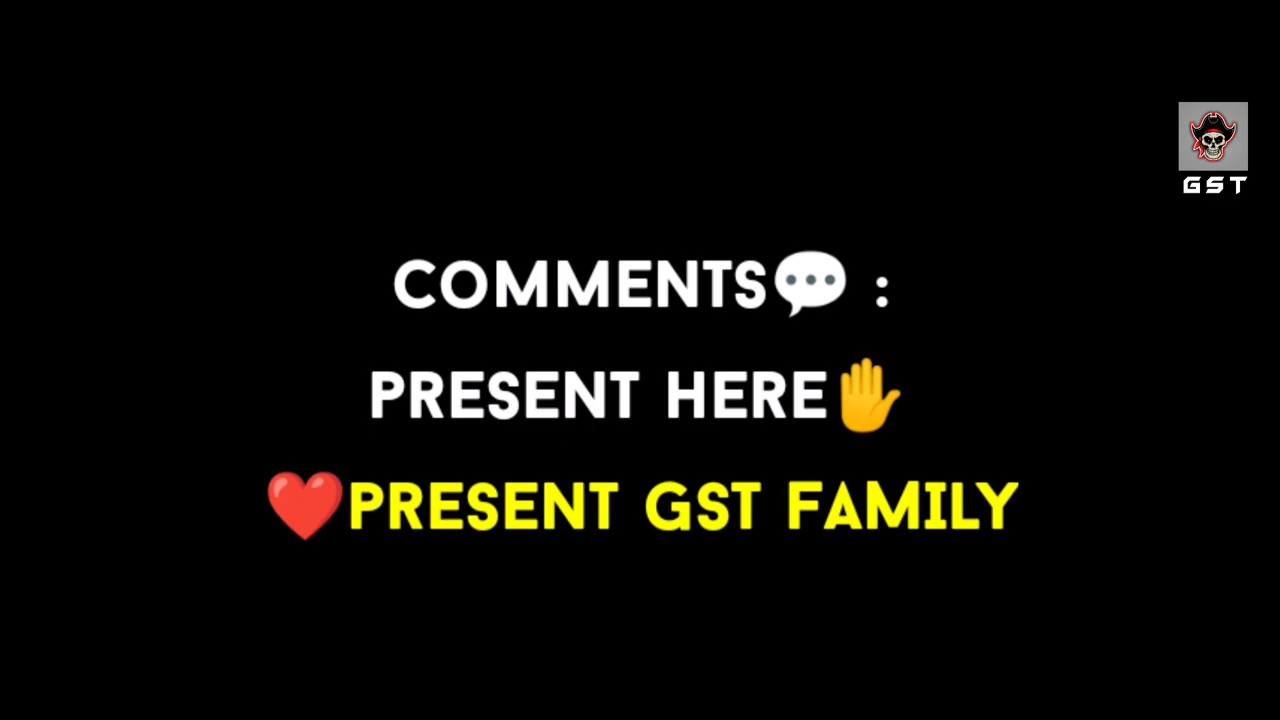 GST
COMMENTS💬 :
PRESENT HERE✋
❤️PRESENT GST FAMILY